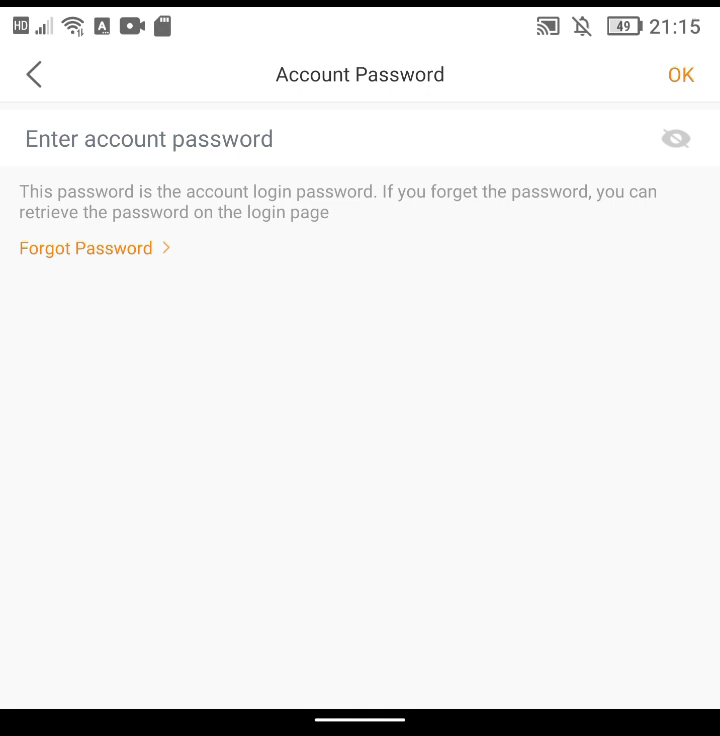 HD A 49 21:15
Account Password OK
Enter account password
This password is the account login password. If you forget the password, you can
retrieve the password on the login page
Forgot Password >